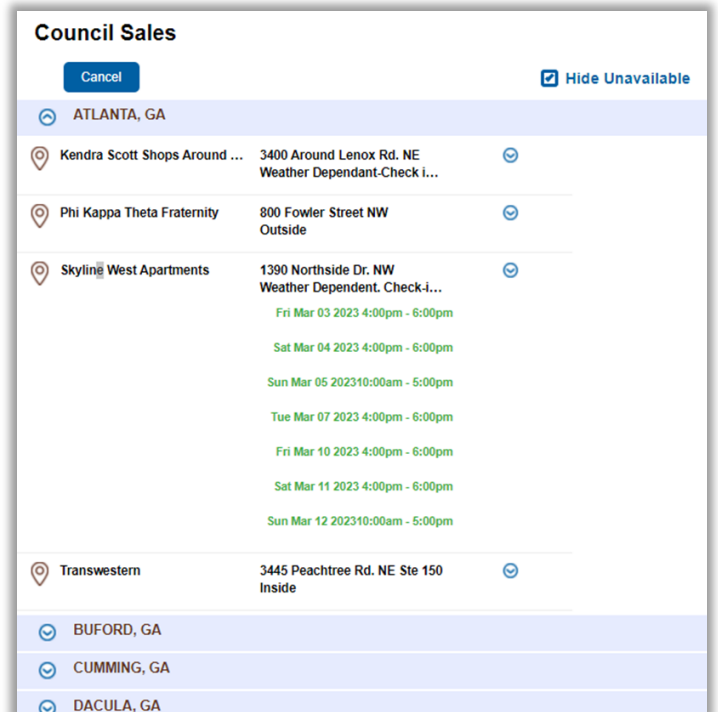 Council Sales
Cancel
Hide Unavailable
ATLANTA, GA
Kendra Scott Shops Around ...
3400 Around Lenox Rd. NE
Weather Dependant-Check i...
Phi Kappa Theta Fraternity
800 Fowler Street NW
Outside
Skyline West Apartments
1390 Northside Dr. NW
Weather Dependent. Check-i...
Fri Mar 03 2023 4:00pm - 6:00pm
Sat Mar 04 2023 4:00pm - 6:00pm
Sun Mar 05 202310:00am - 5:00pm
Tue Mar 07 2023 4:00pm - 6:00pm
Fri Mar 10 2023 4:00pm - 6:00pm
Sat Mar 11 2023 4:00pm - 6:00pm
Sun Mar 12 202310:00am - 5:00pm
Transwestern
3445 Peachtree Rd. NE Ste 150
Inside
BUFORD, GA
CUMMING, GA
DACULA, GA